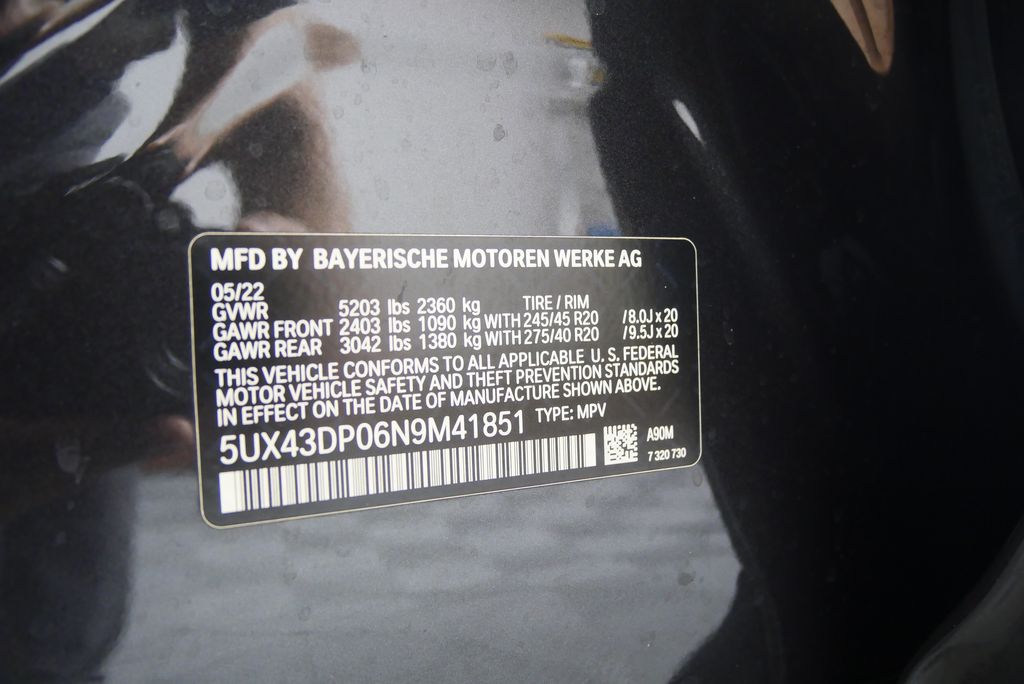 MFD BY BAYERISCHE MOTOREN WERKE AG
05/22
GVWR 5203 lbs 2360 kg TIRE / RIM
GAWR FRONT 2403 lbs 1090 kg WITH 245/45 R20 /8.0J x 20
GAWR REAR 3042 lbs 1380 kg WITH 275/40 R20 /9.5J x 20
THIS VEHICLE CONFORMS TO ALL APPLICABLE U. S. FEDERAL
MOTOR VEHICLE SAFETY AND THEFT PREVENTION STANDARDS
IN EFFECT ON THE DATE OF MANUFACTURE SHOWN ABOVE.
5UX43DP06N9M41851 TYPE: MPV
A90M
7 320 730